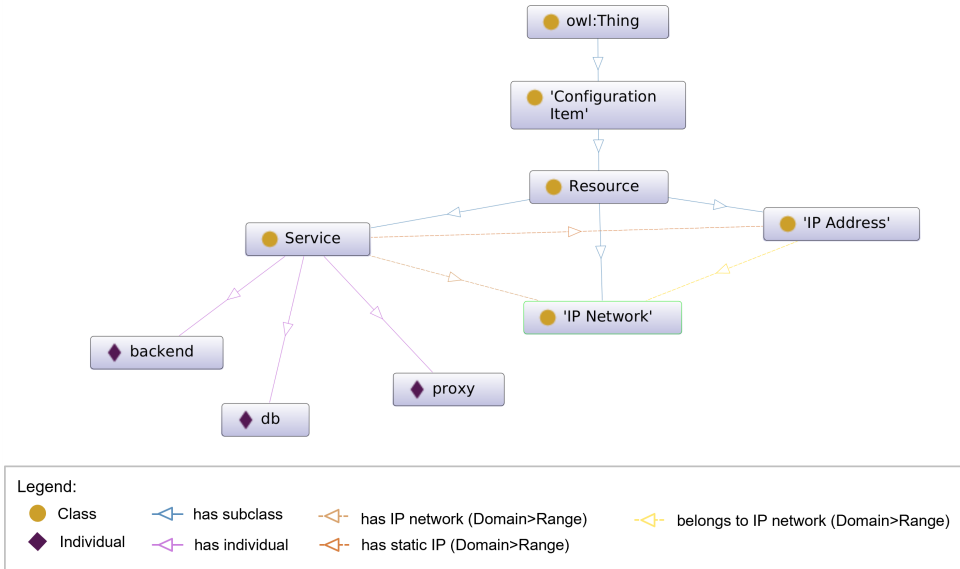 owl:Thing
'Configuration
Item'
Resource
Service
'IP Address'
'IP Network'
backend
proxy
db
Legend:
Class
has subclass
has IP network (Domain>Range)
belongs to IP network (Domain>Range)
Individual
has individual
has static IP (Domain>Range)